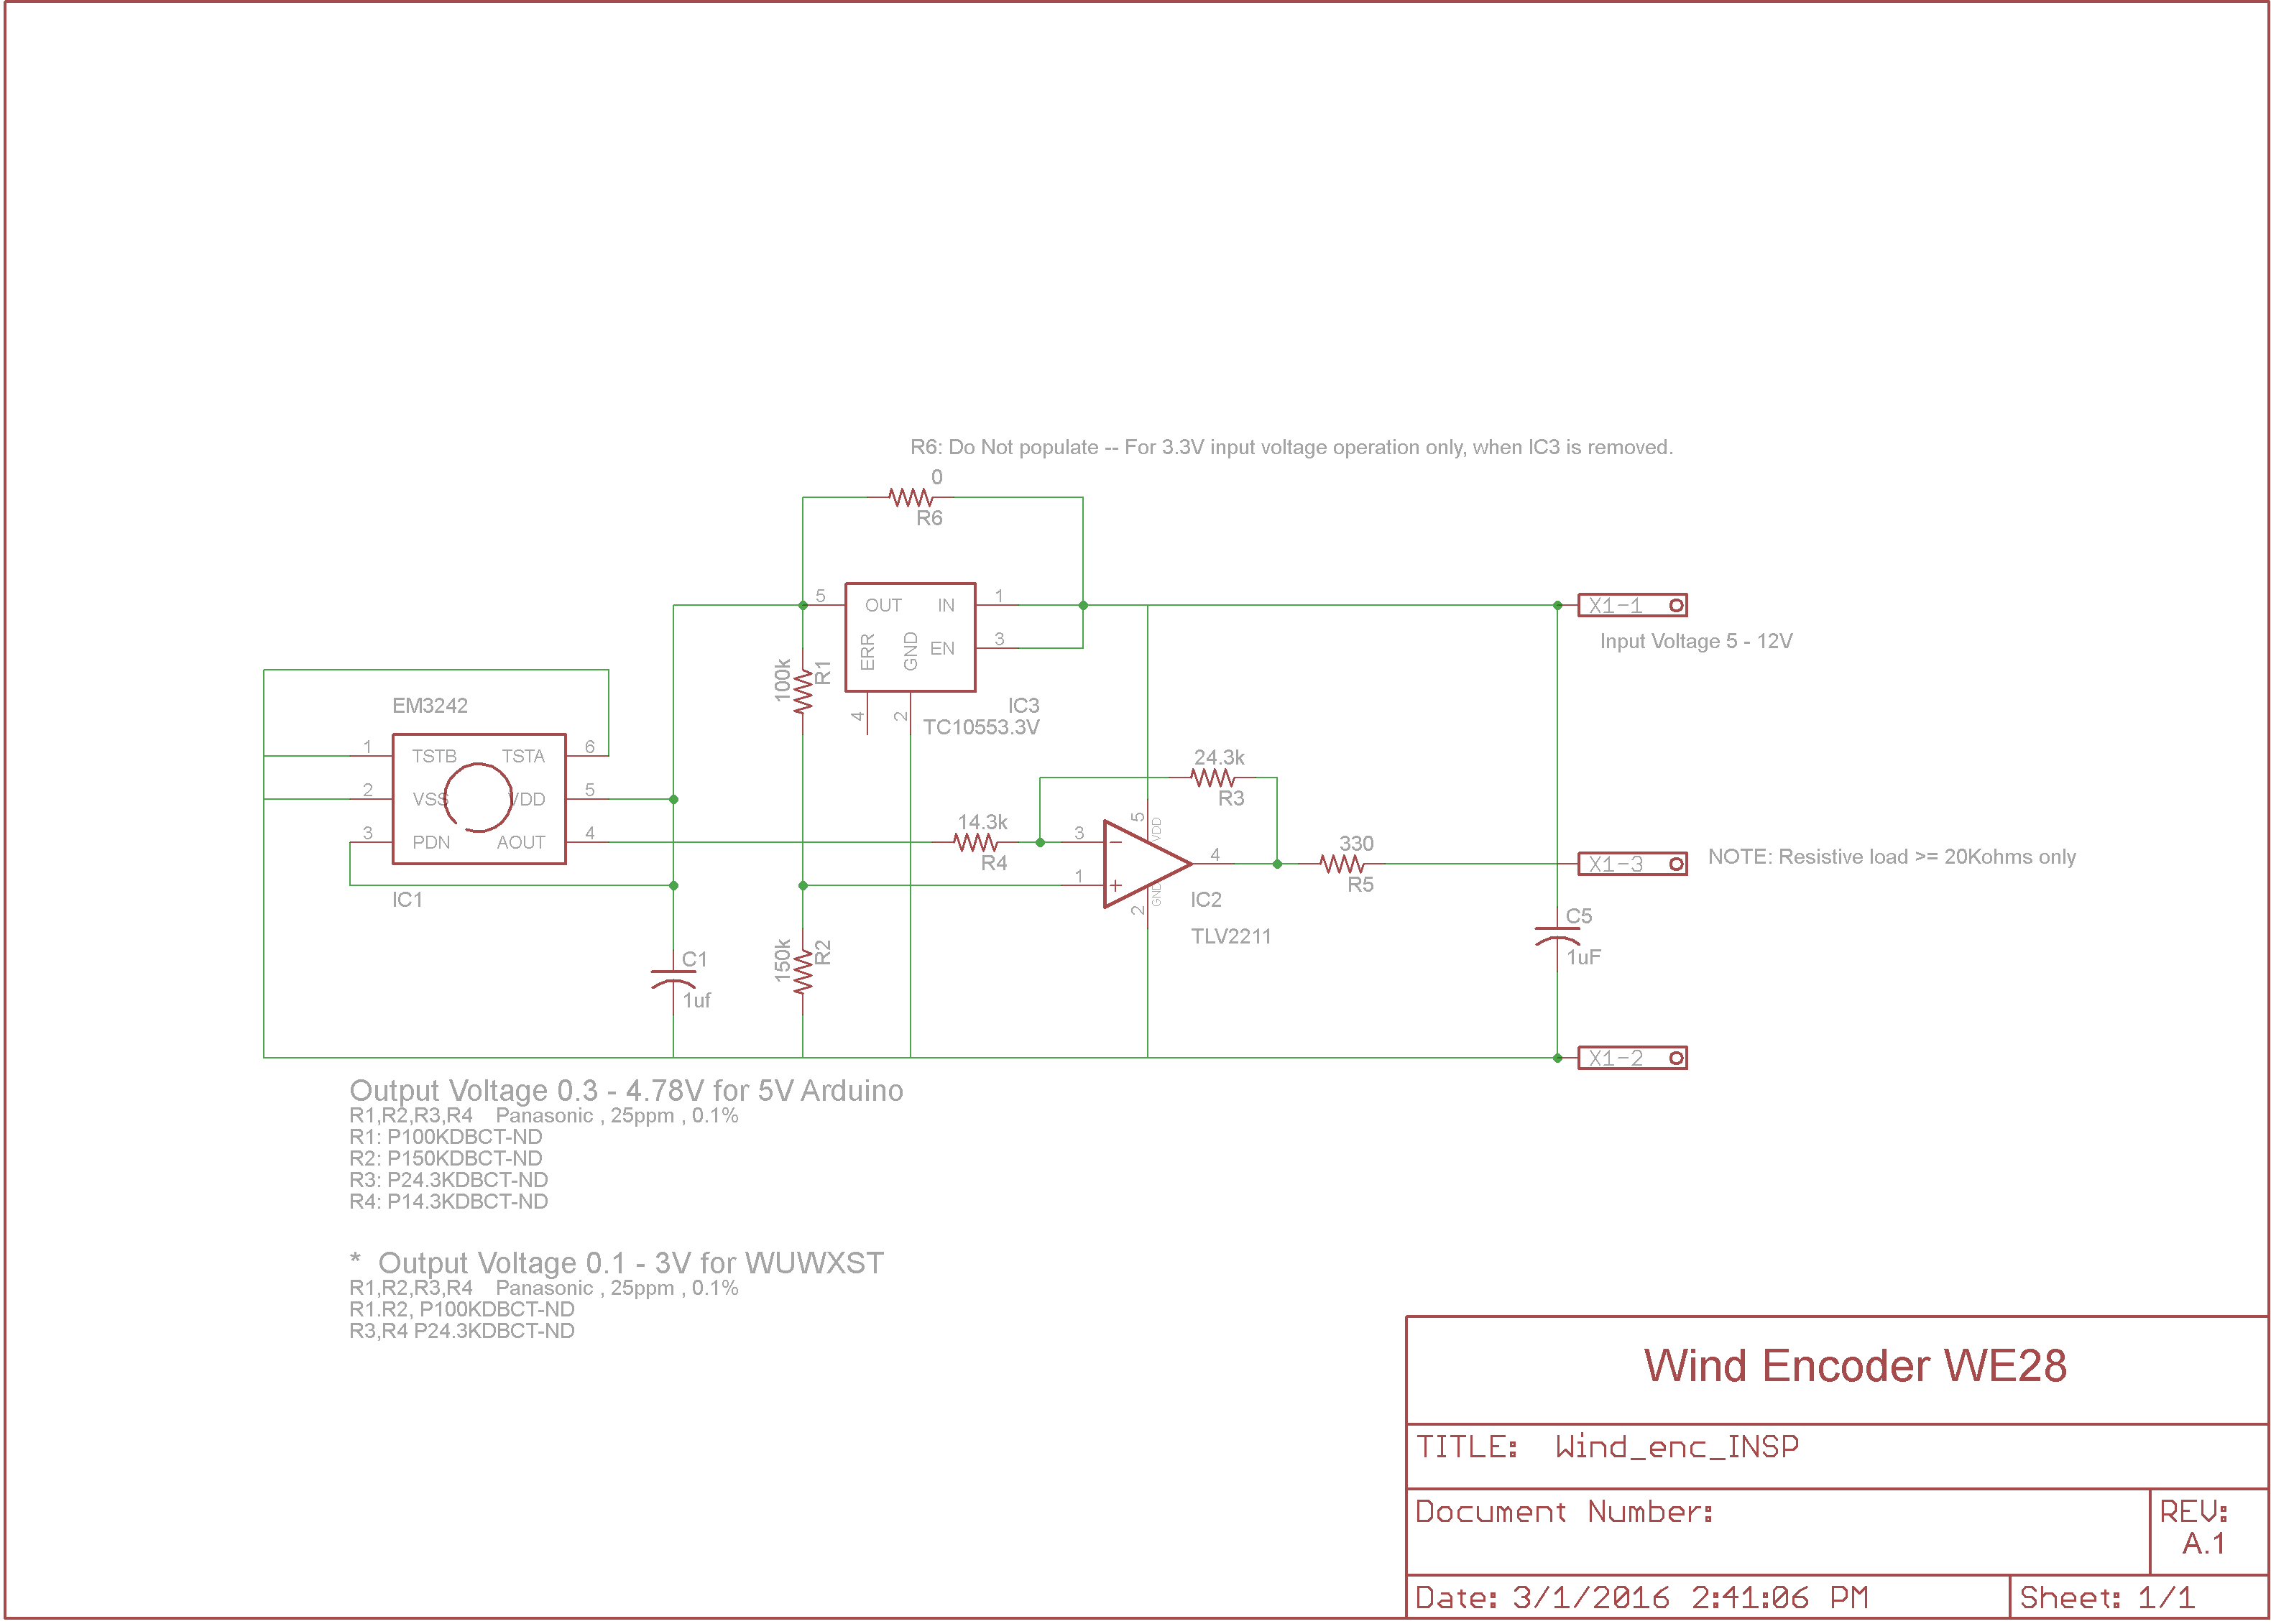 R6: Do Not populate -- For 3.3V input voltage operation only, when IC3 is removed.
0
R6
5
OUT
IN
1
ERR
GND
EN
3
4
2
IC3
TC10553.3V
100k
R1
X1-1
Input Voltage 5 - 12V
EM3242
1
TSTB
TSTA
6
2
VSS
VDD
5
3
PDN
AOUT
4
IC1
24.3k
R3
14.3k
R4
3
1
5
VDD
4
2
GND
IC2
TLV2211
330
R5
X1-3
NOTE: Resistive load >= 20Kohms only
C5
1uF
C1
1uf
150k
R2
X1-2
Output Voltage 0.3 - 4.78V for 5V Arduino
R1,R2,R3,R4 Panasonic , 25ppm , 0.1%
R1: P100KDBCT-ND
R2: P150KDBCT-ND
R3: P24.3KDBCT-ND
R4: P14.3KDBCT-ND
* Output Voltage 0.1 - 3V for WUWXST
R1,R2,R3,R4 Panasonic , 25ppm , 0.1%
R1.R2, P100KDBCT-ND
R3,R4 P24.3KDBCT-ND
Wind Encoder WE28
TITLE: Wind_enc_INSP
Document Number:
REV:
A.1
Date: 3/1/2016 2:41:06 PM
Sheet: 1/1